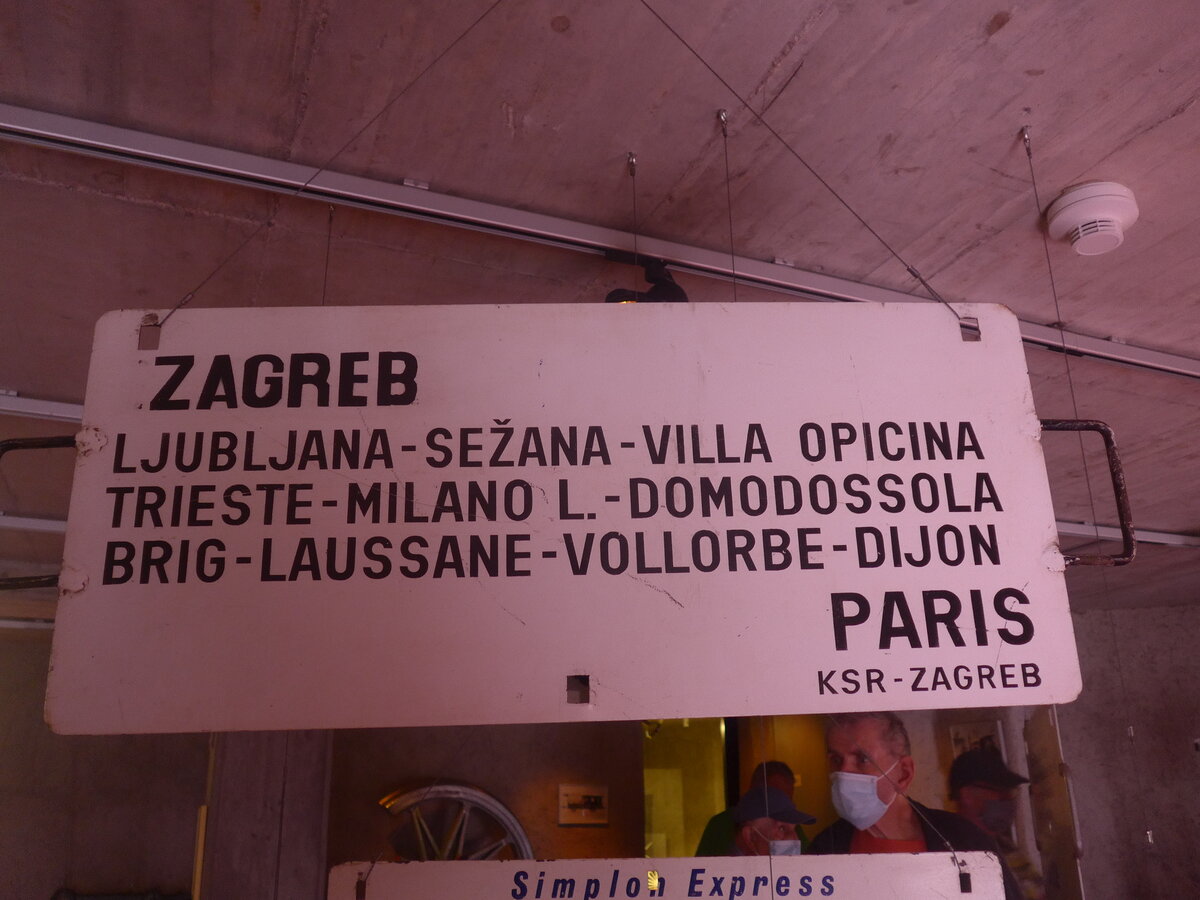 ZAGREB
LJUBLJANA-SEŽANA-VILLA OPICINA
TRIESTE-MILANO L.-DOMODOSSOLA
BRIG-LAUSSANE-VOLLORBE-DIJON
PARIS
KSR-ZAGREB
Simplon Express